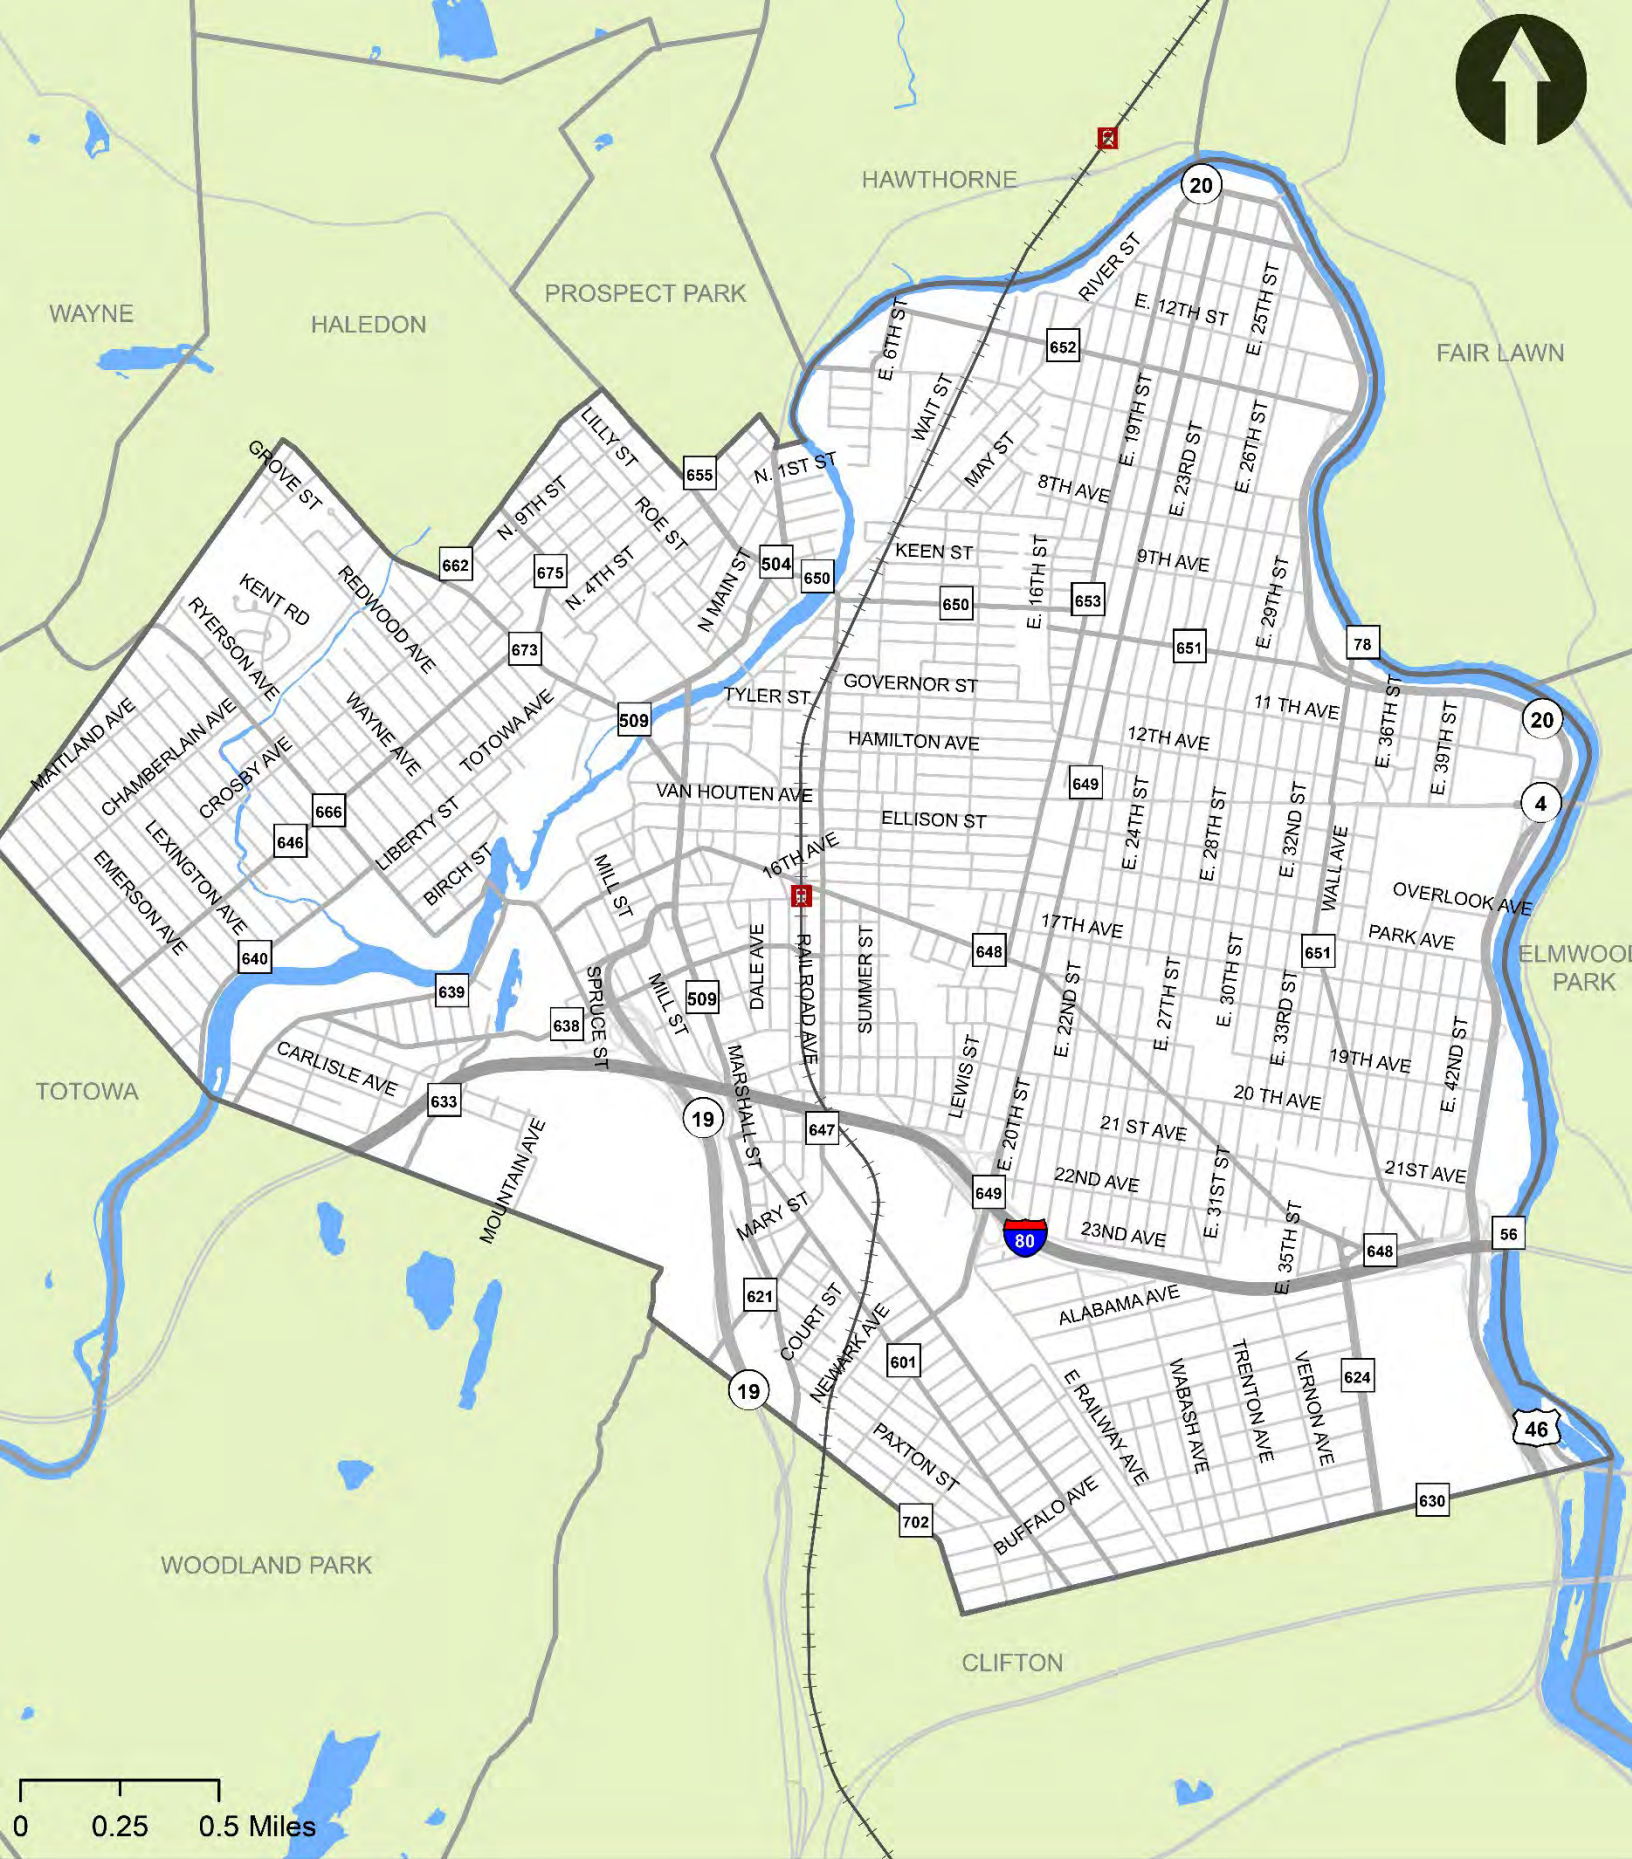 20
HAWTHORNE
RIVER ST
WAYNE
HALEDON
PROSPECT PARK
E. 6TH ST
E. 12TH ST
E. 25TH ST
652
FAIR LAWN
WAIT ST
MAY ST
E. 19TH ST
E. 23RD ST
E. 26TH ST
GROVE ST
LILLY ST
655
N. 1ST ST
8TH AVE
N. 9TH ST
ROE ST
KEEN ST
9TH AVE
662
675
504
650
N. 4TH ST
N MAIN ST
E. 16TH ST
650
653
E. 29TH ST
KENT RD
REDWOOD AVE
RYERSON AVE
673
651
78
TYLER ST
GOVERNOR ST
11 TH AVE
E. 36TH ST
E. 39TH ST
20
MAITLAND AVE
CHAMBERLAIN AVE
CROSBY AVE
WAYNE AVE
TOTOWA AVE
509
HAMILTON AVE
12TH AVE
VAN HOUTEN AVE
649
4
666
646
LIBERTY ST
ELLISON ST
E. 24TH ST
E. 28TH ST
E. 32ND ST
WALL AVE
LEXINGTON AVE
EMERSON AVE
BIRCH ST
MILL ST
16TH AVE
OVERLOOK AVE
17TH AVE
PARK AVE
640
648
651
ELMWOOD
PARK
639
638
SPRUCE ST
MILL ST
509
DALE AVE
RAILROAD AVE
SUMMER ST
E. 22ND ST
E. 27TH ST
E. 30TH ST
E. 33RD ST
E. 42ND ST
TOTOWA
CARLISLE AVE
633
19
MARSHALL ST
647
LEWIS ST
E. 20TH ST
19TH AVE
20 TH AVE
21 ST AVE
MOUNTAIN AVE
22ND AVE
21ST AVE
MARY ST
649
80
23ND AVE
E. 31ST ST
E. 35TH ST
648
56
621
COURT ST
NEWARK AVE
ALABAMA AVE
601
19
E RAILWAY AVE
WABASH AVE
TRENTON AVE
VERNON AVE
624
46
PAXTON ST
702
BUFFALO AVE
630
WOODLAND PARK
CLIFTON
0 0.25 0.5 Miles